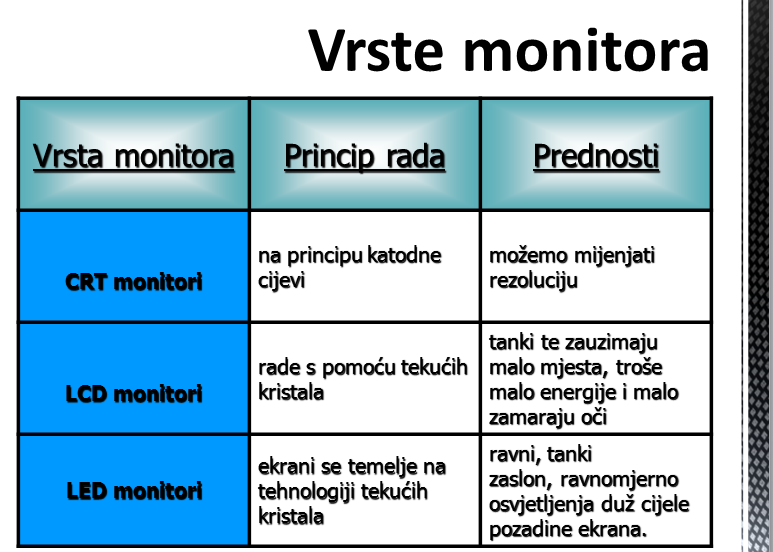 Vrste monitora
Vrsta monitora
Princip rada
Prednosti
CRT monitori
na principu katodne
cijevi
možemo mijenjati
rezoluciju
LCD monitori
rade s pomoću tekućih
kristala
tanki te zauzimaju
malo mjesta, troše
malo energije i malo
zamaraju oči
LED monitori
ekrani se temelje na
tehnologiji tekućih
kristala
ravni, tanki
zaslon, ravnomjerno
osvjetljenja duž cijele
pozadine ekrana.